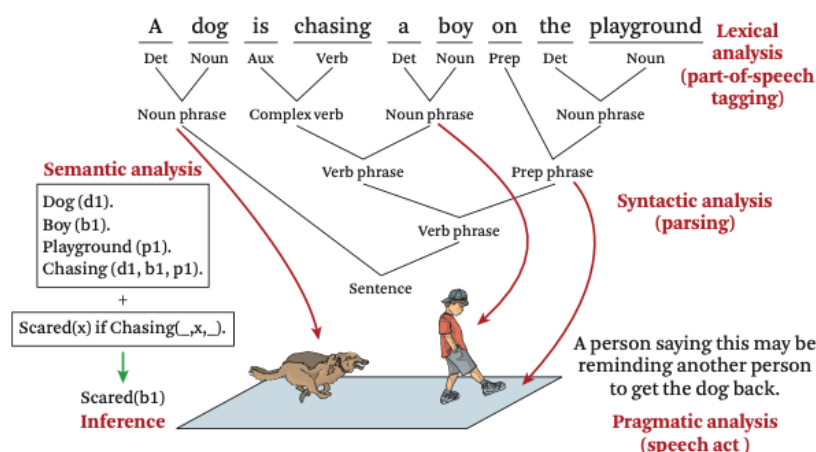 A dog is chasing a boy on the playground
Lexical
analysis
(part-of-speech
tagging)
Det Noun Aux Verb Det Noun Prep Det Noun
Noun phrase Complex verb Noun phrase Noun phrase
Semantic analysis
Verb phrase Prep phrase
Dog (d1).
Boy (b1).
Playground (p1).
Chasing (d1, b1, p1).
Syntactic analysis
(parsing)
Verb phrase
+
Sentence
Scared(x) if Chasing(_,x,_).
Scared(b1)
Inference
A person saying this may be
reminding another person
to get the dog back.
Pragmatic analysis
(speech act )